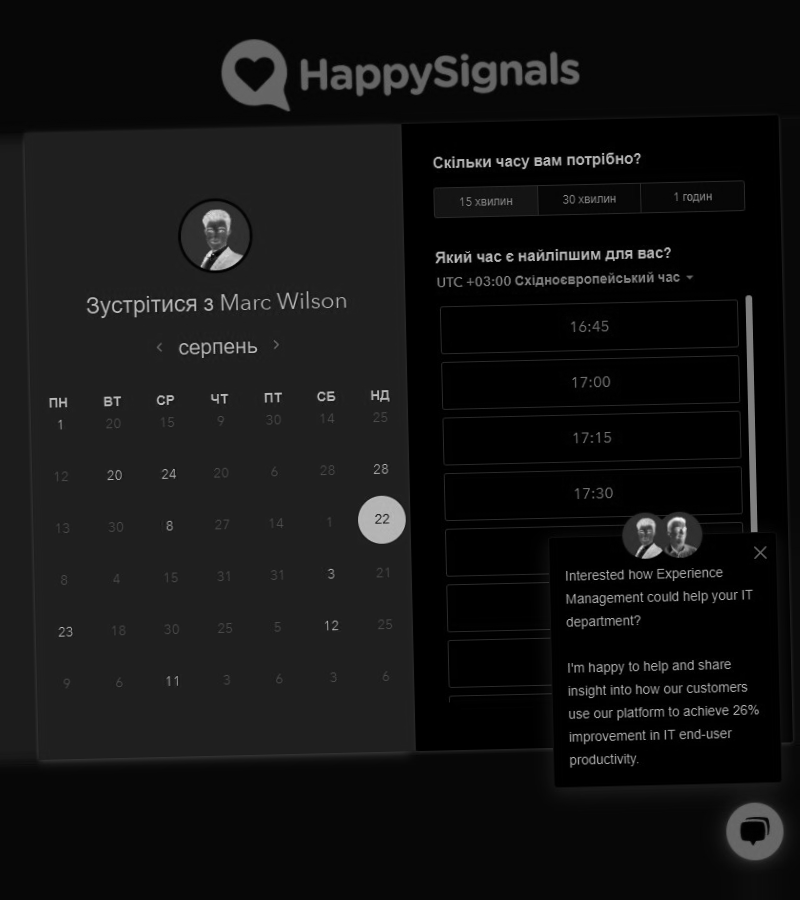 HappySignals
Зустрітися з Marc Wilson
серпень
ПН ВТ СР ЧТ ПТ СБ НД
1 20 15 9 30 14 25
12 20 24 20 6 28 28
13 30 8 27 14 1 22
8 4 15 31 31 3 21
23 18 30 25 5 12 25
9 6 11 3 6 3 6
Скільки часу вам потрібно?
15 хвилин 30 хвилин 1 годин
Який час є найліпшим для вас?
UTC +03:00 Східноєвропейський час
16:45
17:00
17:15
17:30
Interested how Experience
Management could help your IT
department?
I'm happy to help and share
insight into how our customers
use our platform to achieve 26%
improvement in IT end-user
productivity.